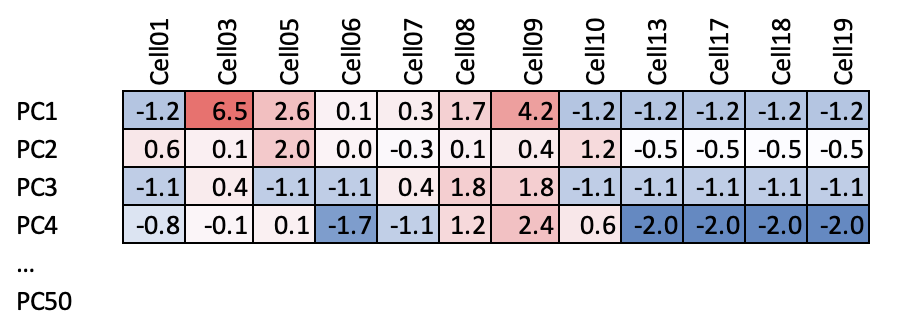 Cell01 Cell03 Cell05 Cell06 Cell07 Cell08 Cell09 Cell10 Cell13 Cell17 Cell18 Cell19
PC1 -1.2 6.5 2.6 0.1 0.3 1.7 4.2 -1.2 -1.2 -1.2 -1.2 -1.2
PC2 0.6 0.1 2.0 0.0 -0.3 0.1 0.4 1.2 -0.5 -0.5 -0.5 -0.5
PC3 -1.1 0.4 -1.1 -1.1 0.4 1.8 1.8 -1.1 -1.1 -1.1 -1.1 -1.1
PC4 -0.8 -0.1 0.1 -1.7 -1.1 1.2 2.4 0.6 -2.0 -2.0 -2.0 -2.0
...
PC50